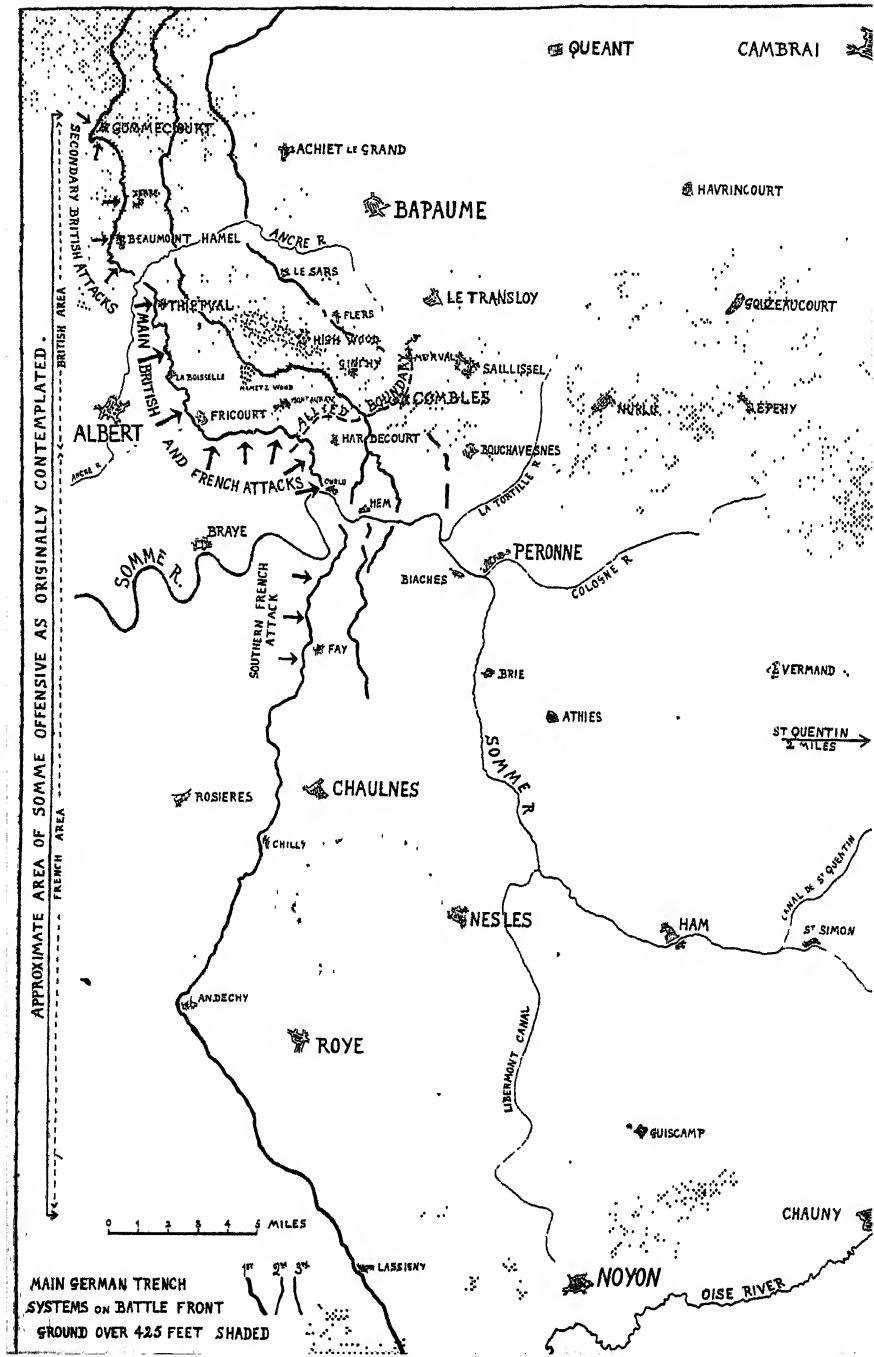 QUEANT
CAMBRAI
GOMMECOURT
SECONDARY BRITISH ATTACKS
ACHIET LE GRAND
HAVRINCOURT
BAPAUME
BEAUMONT HAMEL
ANCRE R.
LE SARS
THIEPVAL
LE TRANSLOY
GOUZEAUCOURT
FLERS
HIGH WOOD
GINCHY
MORVAL
SAILLISSEL
MAIN BRITISH AND FRENCH ATTACKS
LA BOISSELLE
MAMETZ WOOD
MONTAUBAN
ALLIED BOUNDARY
COMBLES
NURLU
EPEHY
ALBERT
FRICOURT
HARDECOURT
BOUCHAVESNES
ANCRE R.
CURLU
LA TORTILLE R
HEM
BRAYE
SOMME R.
BIACHES
PERONNE
COLOGNE R
SOUTHERN FRENCH
ATTACK
FAY
BRIE
VERMAND
ATHIES
ST QUENTIN
2 MILES
SOMME R
ROSIERES
CHAULNES
CHILLY
CANAL DE ST QUENTIN
NESLES
HAM
ST SIMON
ANDECHY
ROYE
LIBERMONT CANAL
GUISCAMP
CHAUNY
LASSIGNY
NOYON
OISE RIVER
APPROXIMATE AREA OF SOMME OFFENSIVE AS ORISINALLY CONTEMPLATED.
BRITISH AREA
FRENCH AREA
0 1 2 3 4 5 MILES
1ST 2ND 3RD
MAIN GERMAN TRENCH
SYSTEMS ON BATTLE FRONT
GROUND OVER 425 FEET SHADED